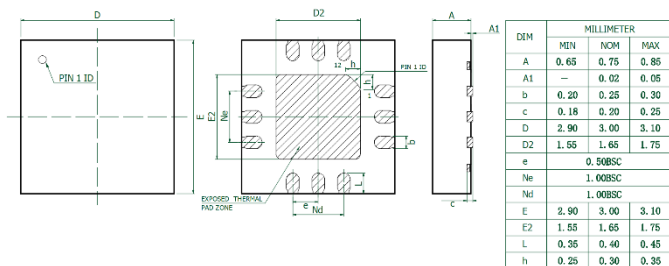 D
PIN 1 ID
D2
12
h
PIN 1 ID
h
1
E
E2
Ne
b
EXPOSED THERMAL
PAD ZONE
e
Nd
L
A
A1
c
DIM MILLIMETER
MIN NOM MAX
A 0.65 0.75 0.85
A1 — 0.02 0.05
b 0.20 0.25 0.30
c 0.18 0.20 0.25
D 2.90 3.00 3.10
D2 1.55 1.65 1.75
e 0.50BSC
Ne 1.00BSC
Nd 1.00BSC
E 2.90 3.00 3.10
E2 1.55 1.65 1.75
L 0.35 0.40 0.45
h 0.25 0.30 0.35